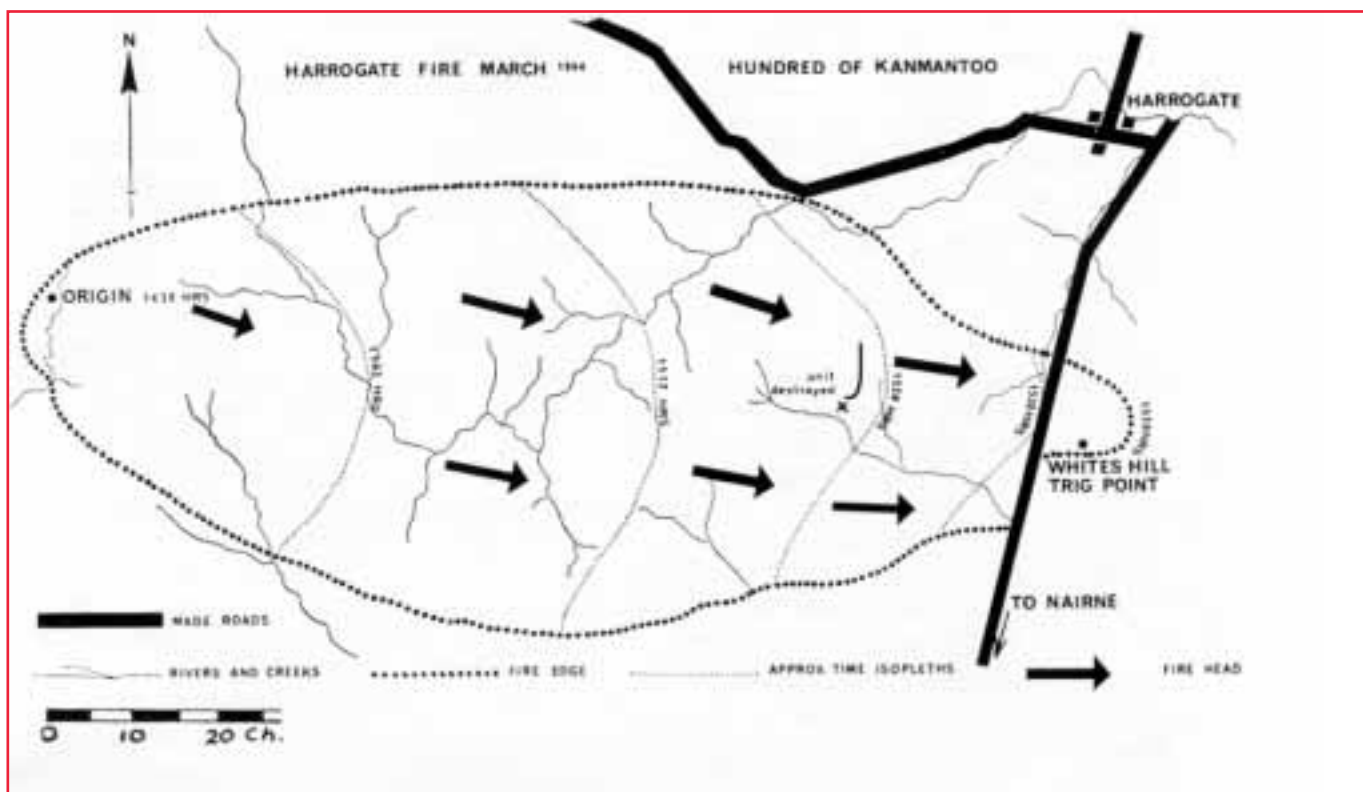 N
HARROGATE FIRE MARCH
HUNDRED OF KANMANTOO
HARROGATE
ORIGIN
unit
destroyed
WHITES HILL
TRIG POINT
TO NAIRNE
MADE ROADS
RIVERS AND CREEKS
FIRE EDGE
APPROX TIME ISOPLETHS
FIRE HEAD
0 10 20 Ch.